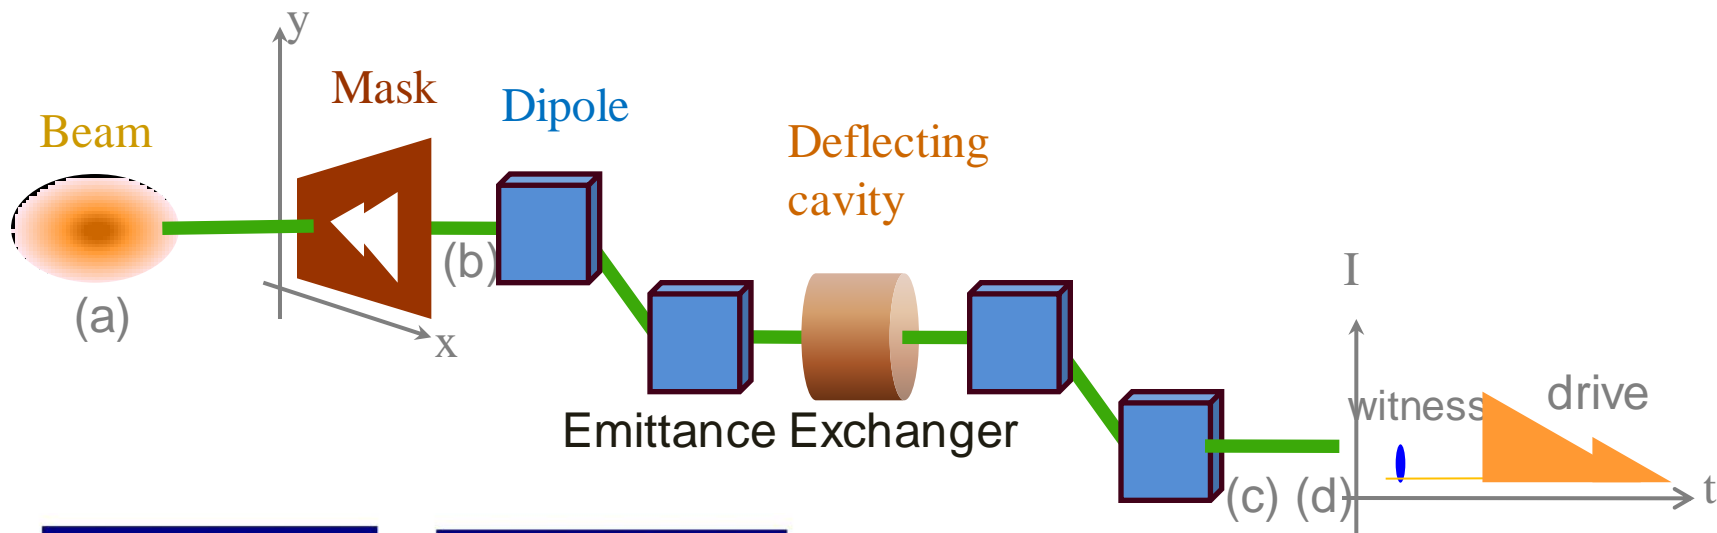 y
Mask
Dipole
Beam
Deflecting
cavity
(b)
I
(a)
x
witness
drive
Emittance Exchanger
(c) (d)
t